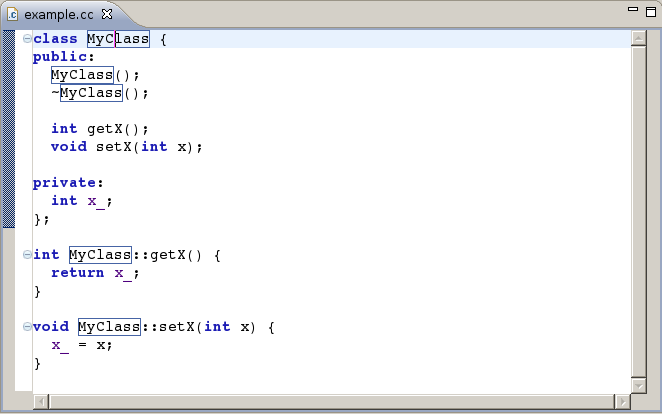 example.cc
class MyClass {
public:
  MyClass();
  ~MyClass();

  int getX();
  void setX(int x);

private:
  int x_;
};

int MyClass::getX() {
  return x_;
}

void MyClass::setX(int x) {
  x_ = x;
}